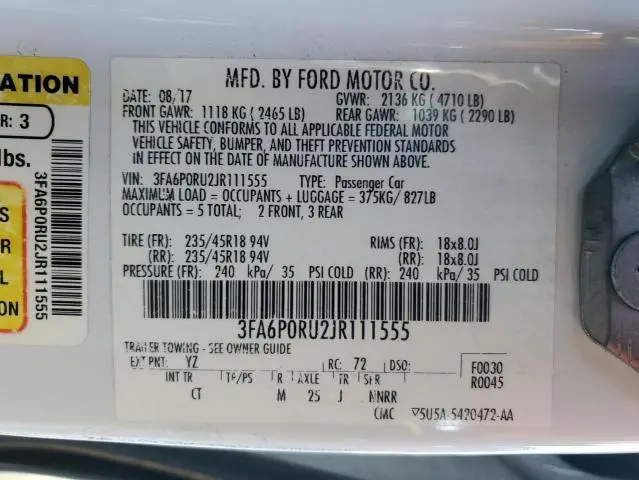 MFD. BY FORD MOTOR CO.
DATE: 08/17 GVWR: 2136 KG ( 4710 LB)
FRONT GAWR: 1118 KG ( 2465 LB) REAR GAWR: 1039 KG ( 2290 LB)
THIS VEHICLE CONFORMS TO ALL APPLICABLE FEDERAL MOTOR
VEHICLE SAFETY, BUMPER, AND THEFT PREVENTION STANDARDS
IN EFFECT ON THE DATE OF MANUFACTURE SHOWN ABOVE.
VIN: 3FA6P0RU2JR111555 TYPE: Passenger Car
MAXIMUM LOAD = OCCUPANTS + LUGGAGE = 375KG/ 827LB
OCCUPANTS = 5 TOTAL; 2 FRONT, 3 REAR
TIRE (FR): 235/45R18 94V RIMS (FR): 18x8.0J
(RR): 235/45R18 94V (RR): 18x8.0J
PRESSURE (FR): 240 kPa/ 35 PSI COLD (RR): 240 kPa/ 35 PSI COLD
3FA6P0RU2JR111555
TRAILER TOWING - SEE OWNER GUIDE
EXT PNT: YZ RC: 72 DSO: F0030
INT TR TP/PS R AXLE TR SPR R0045
CT M 25 J NNRR
CMC 5U5A-5420472-AA
ATION
R: 3
lbs.
S
R
L
ON
3FA6P0RU2JR111555